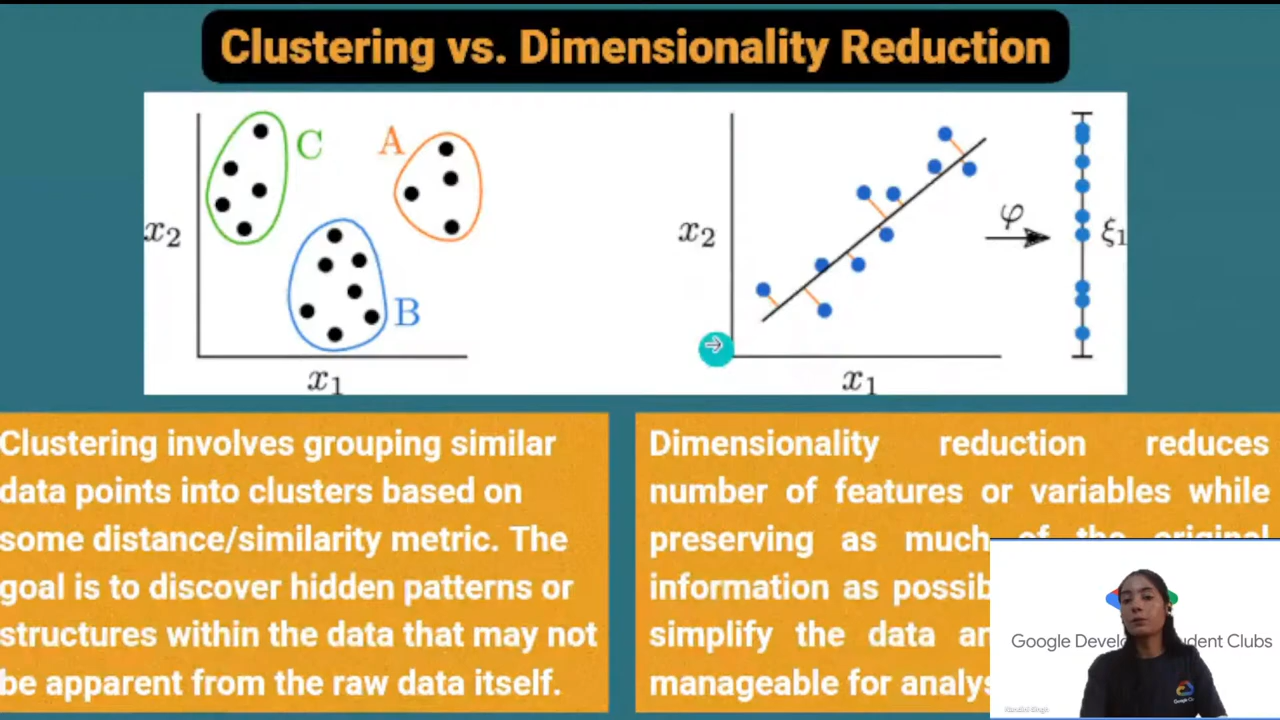 Clustering vs. Dimensionality Reduction
C
A
B
x2
x1
x2
x1
φ
ξ1
Clustering involves grouping similar
data points into clusters based on
some distance/similarity metric. The
goal is to discover hidden patterns or
structures within the data that may not
be apparent from the raw data itself.
Dimensionality reduction reduces
number of features or variables while
preserving as much of the original
information as possib
simplify the data an
manageable for analys
Google Develo udent Clubs